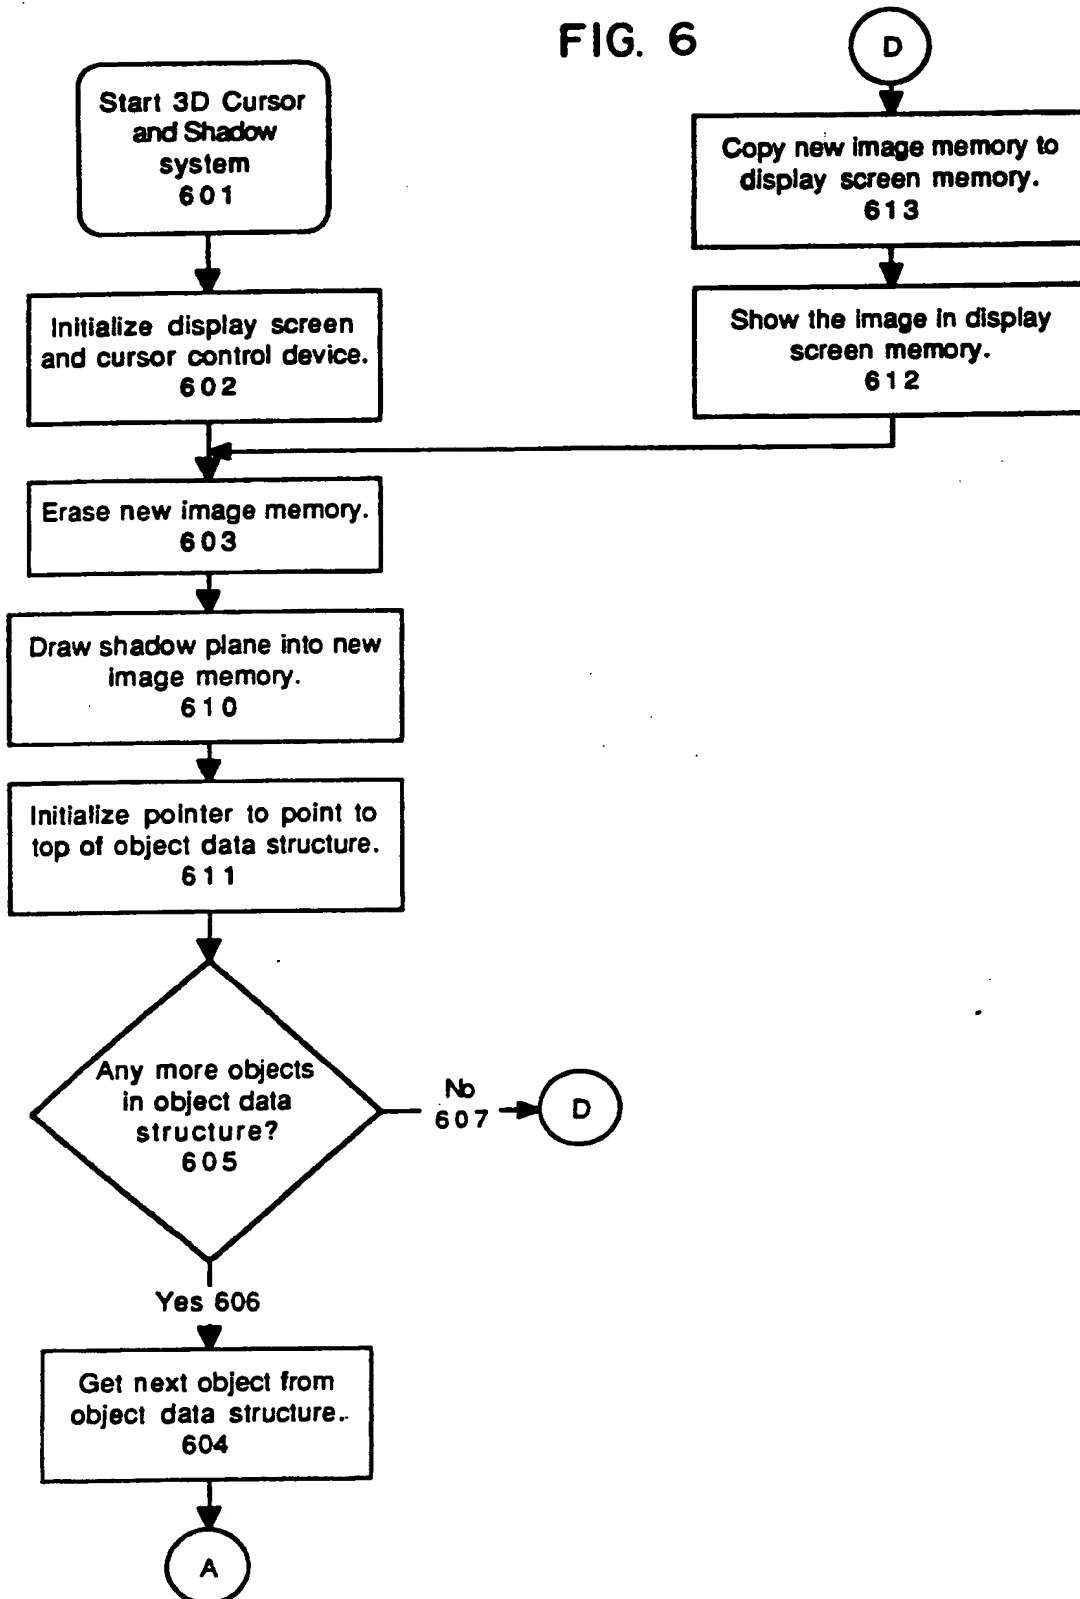 FIG. 6
Start 3D Cursor
and Shadow
system
601
Initialize display screen
and cursor control device.
602
Erase new image memory.
603
Draw shadow plane into new
image memory.
610
Initialize pointer to point to
top of object data structure.
611
Any more objects
in object data
structure?
605
No
607
D
Yes 606
Get next object from
object data structure.
604
A
D
Copy new image memory to
display screen memory.
613
Show the image in display
screen memory.
612